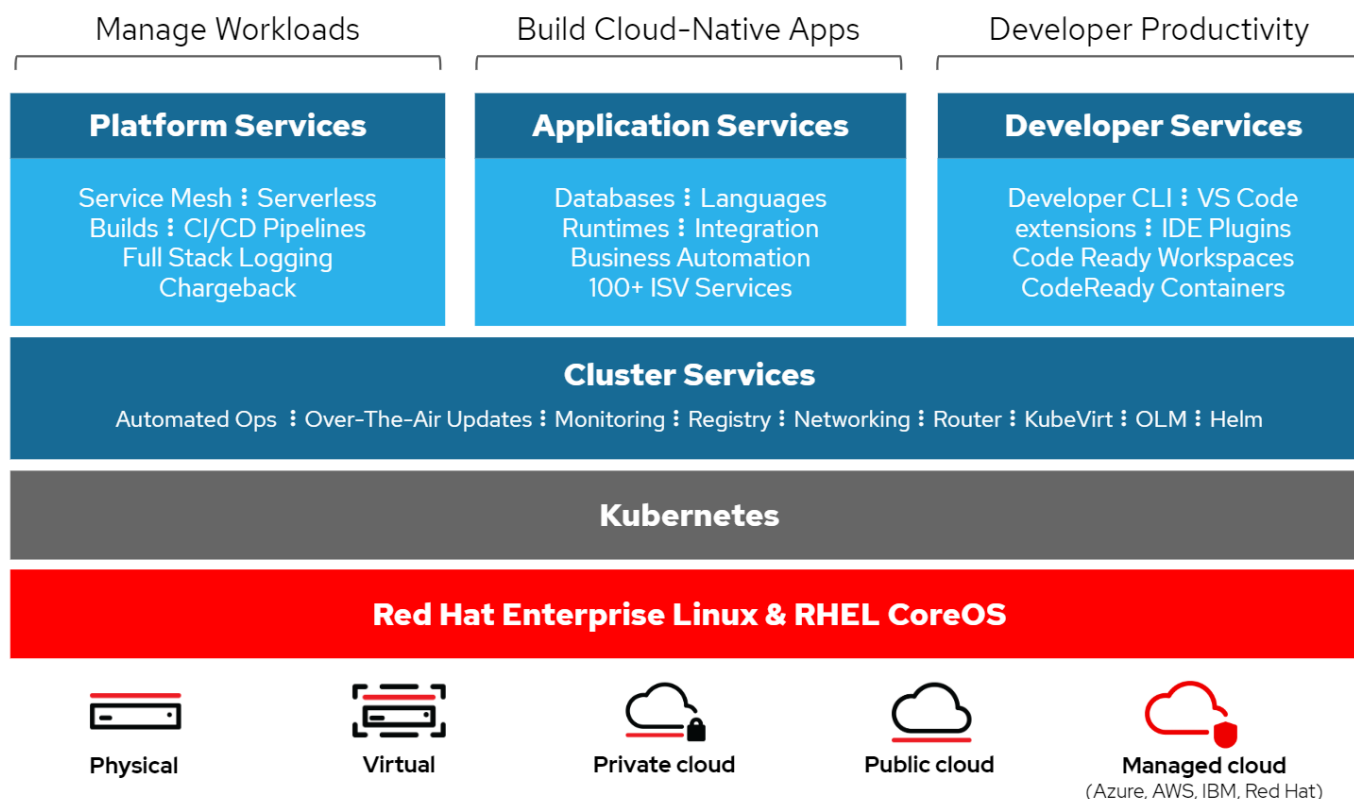 Manage Workloads
Build Cloud-Native Apps
Developer Productivity
Platform Services
Service Mesh ⋮ Serverless
Builds ⋮ CI/CD Pipelines
Full Stack Logging
Chargeback
Application Services
Databases ⋮ Languages
Runtimes ⋮ Integration
Business Automation
100+ ISV Services
Developer Services
Developer CLI ⋮ VS Code
extensions ⋮ IDE Plugins
Code Ready Workspaces
CodeReady Containers
Cluster Services
Automated Ops ⋮ Over-The-Air Updates ⋮ Monitoring ⋮ Registry ⋮ Networking ⋮ Router ⋮ KubeVirt ⋮ OLM ⋮ Helm
Kubernetes
Red Hat Enterprise Linux & RHEL CoreOS
Physical
Virtual
Private cloud
Public cloud
Managed cloud
(Azure, AWS, IBM, Red Hat)